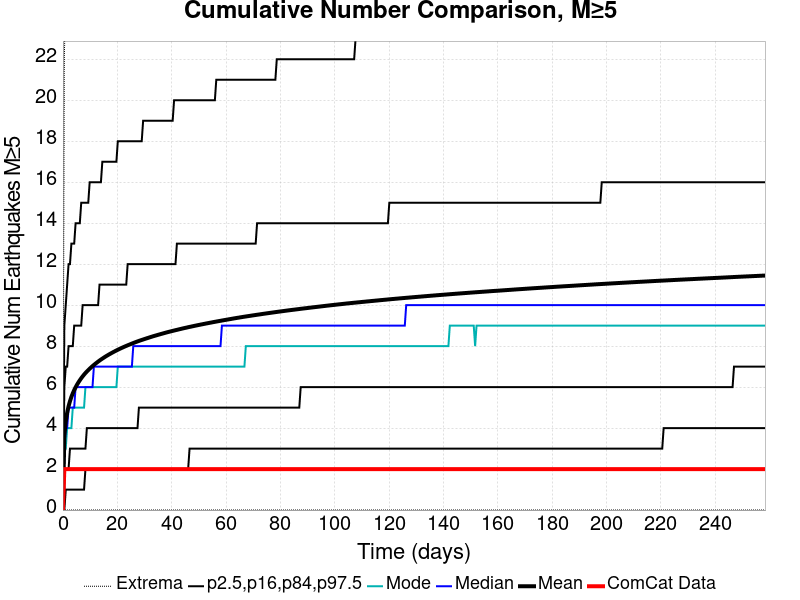 Cumulative Number Comparison, M≥5
Cumulative Num Earthquakes M≥5
22
20
18
16
14
12
10
8
6
4
2
0
0 20 40 60 80 100 120 140 160 180 200 220 240
Time (days)
Extrema p2.5,p16,p84,p97.5 Mode Median Mean ComCat Data